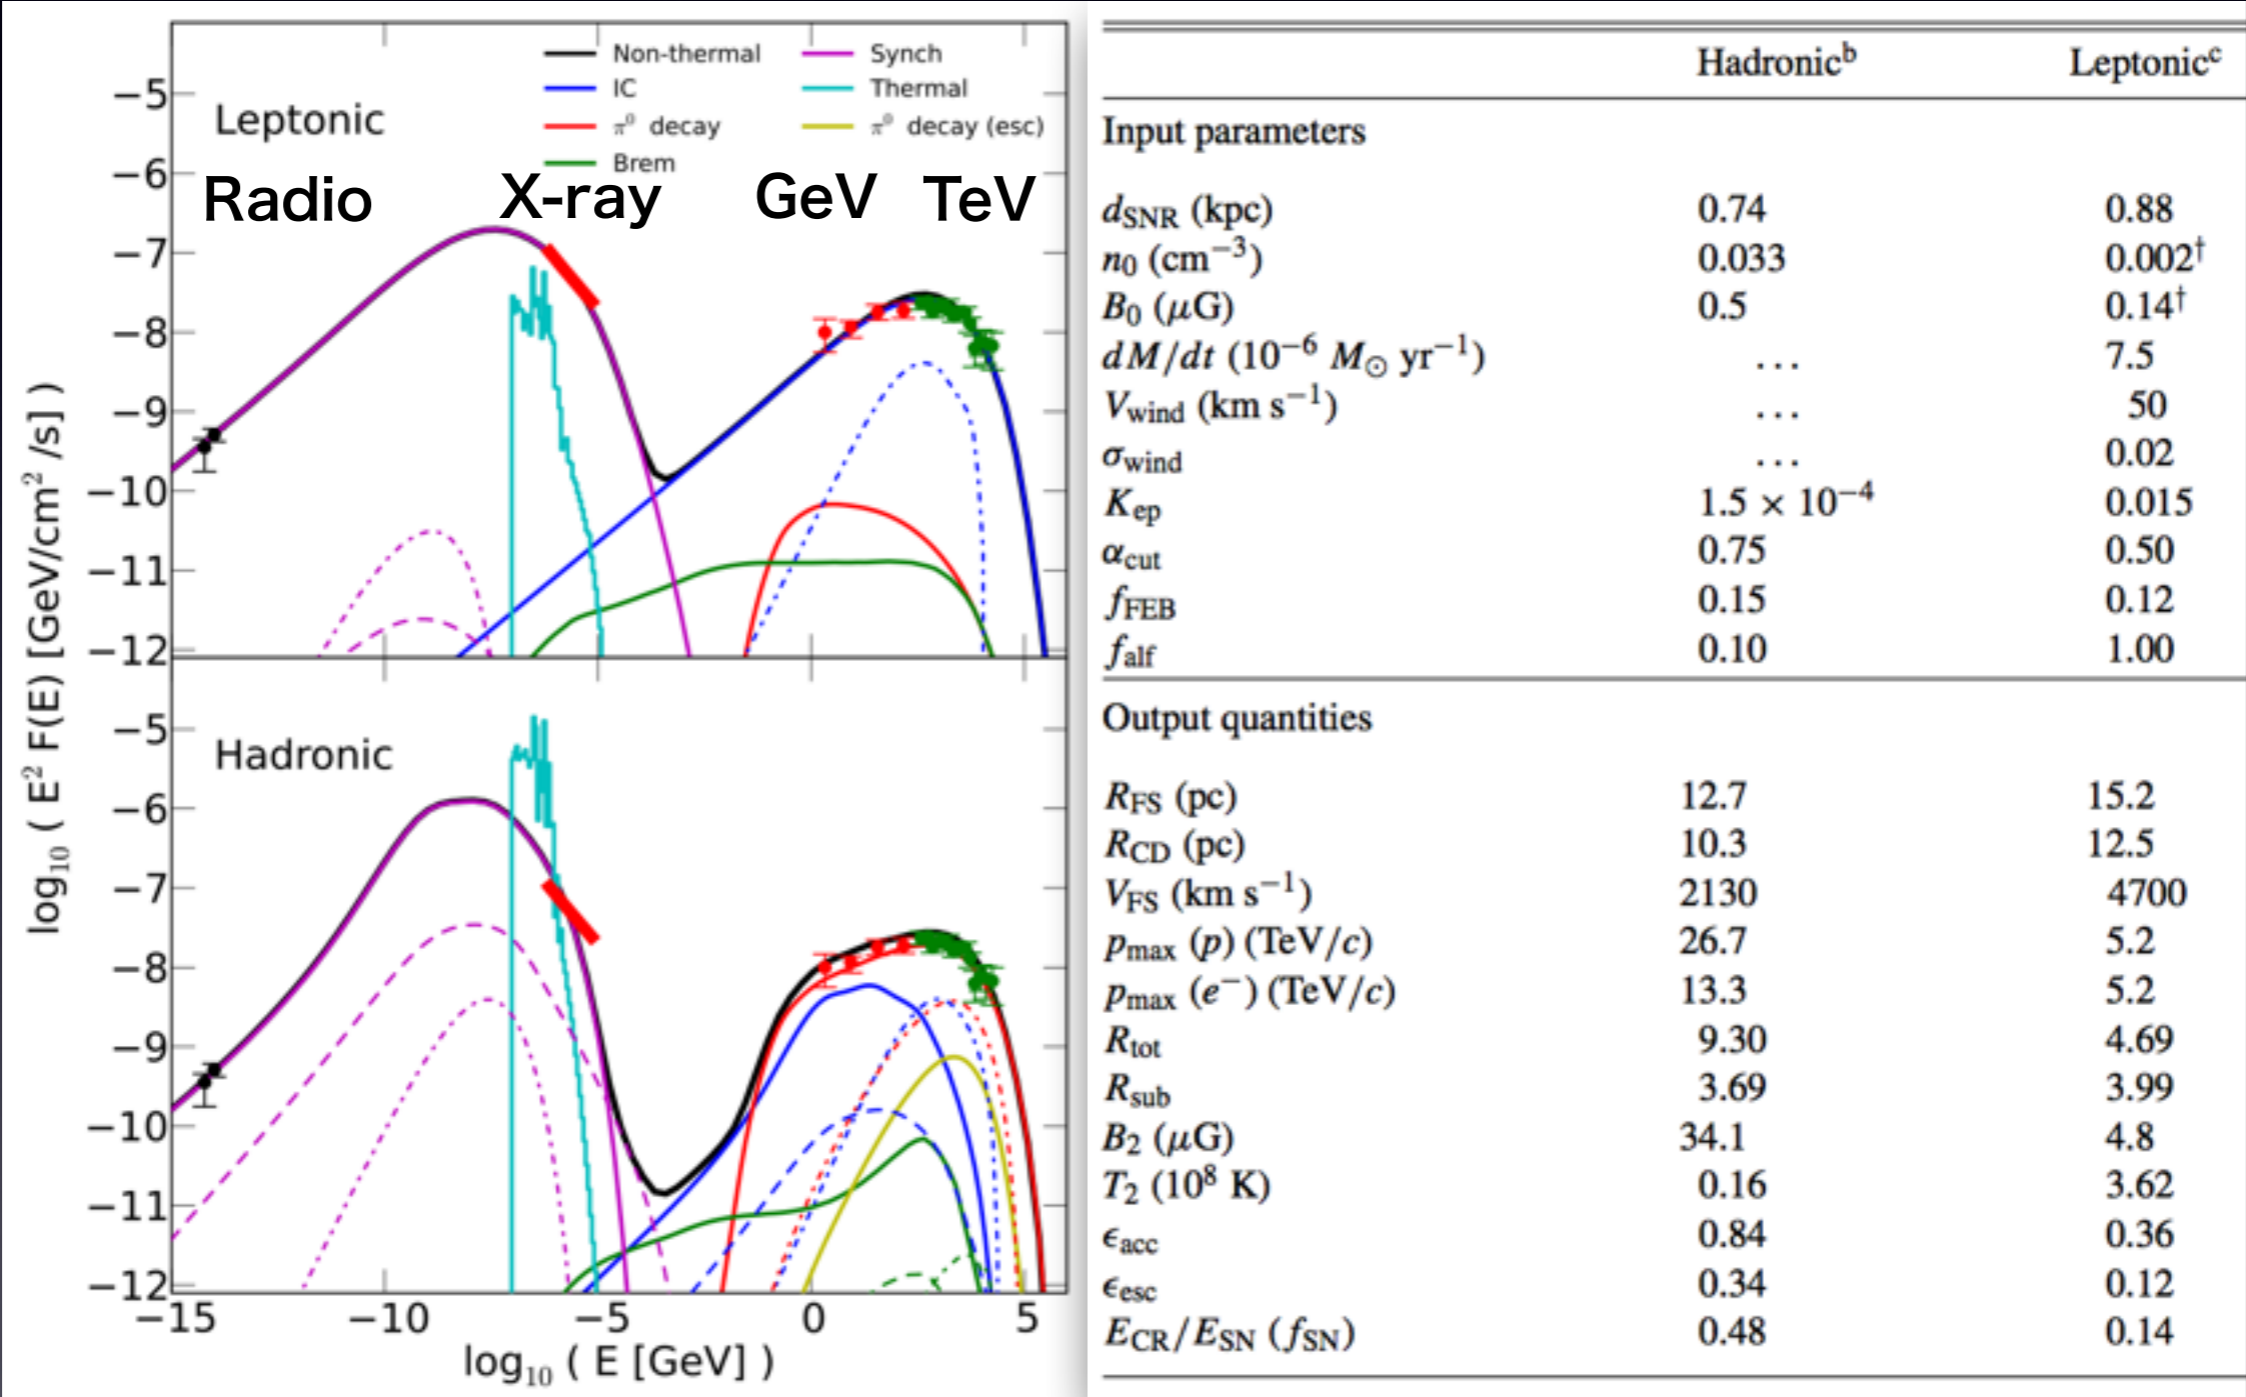 Non-thermal
IC
π⁰ decay
Brem
Synch
Thermal
π⁰ decay (esc)
Leptonic
Radio X-ray GeV TeV
−5
−6
−7
−8
−9
−10
−11
−12
Hadronic
−5
−6
−7
−8
−9
−10
−11
−12
−15 −10 −5 0 5
log₁₀ ( E [GeV] )
log₁₀ ( E² F(E) [GeV/cm² /s] )
Hadronicᵇ Leptonicᶜ
Input parameters
d_SNR (kpc) 0.74 0.88
n₀ (cm⁻³) 0.033 0.002†
B₀ (μG) 0.5 0.14†
dM/dt (10⁻⁶ M⊙ yr⁻¹) ... 7.5
V_wind (km s⁻¹) ... 50
σ_wind ... 0.02
K_ep 1.5 × 10⁻⁴ 0.015
α_cut 0.75 0.50
f_FEB 0.15 0.12
f_alf 0.10 1.00
Output quantities
R_FS (pc) 12.7 15.2
R_CD (pc) 10.3 12.5
V_FS (km s⁻¹) 2130 4700
p_max (p) (TeV/c) 26.7 5.2
p_max (e⁻) (TeV/c) 13.3 5.2
R_tot 9.30 4.69
R_sub 3.69 3.99
B₂ (μG) 34.1 4.8
T₂ (10⁸ K) 0.16 3.62
ϵ_acc 0.84 0.36
ϵ_esc 0.34 0.12
E_CR/E_SN (f_SN) 0.48 0.14